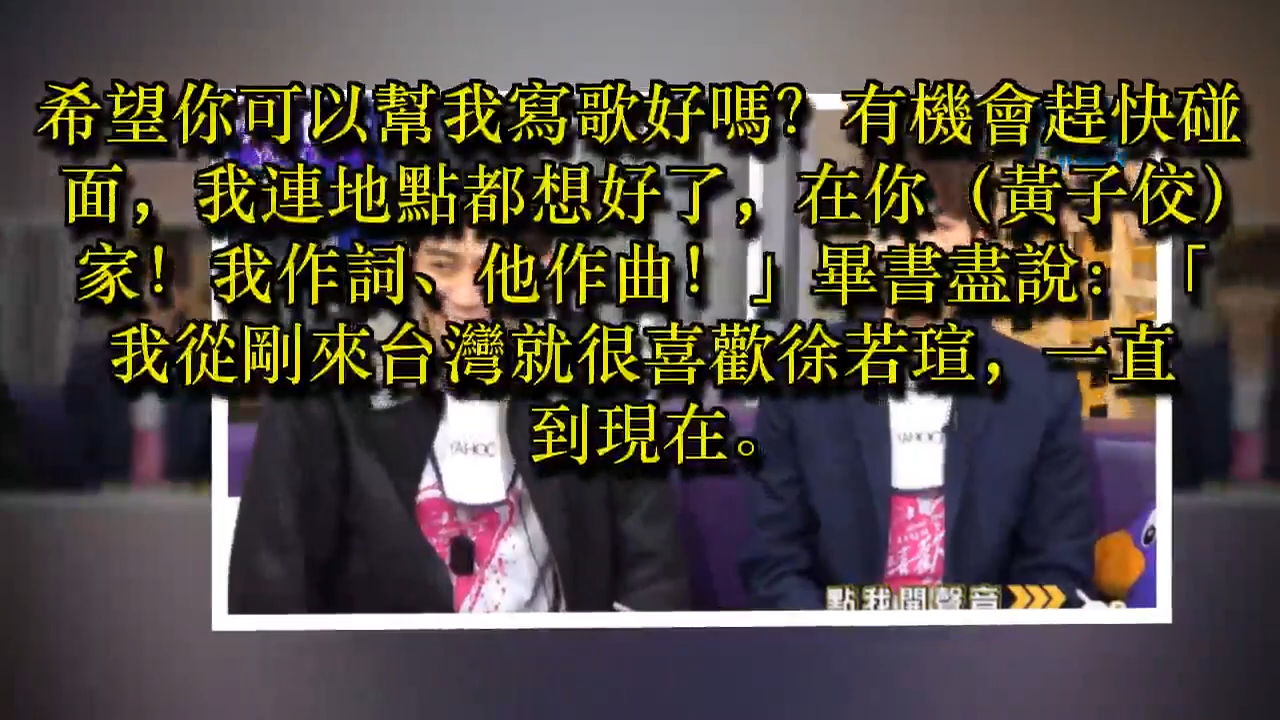 希望你可以幫我寫歌好嗎？有機會趕快碰
面，我連地點都想好了，在你（黃子佼）
家！我作詞、他作曲！」畢書盡說：「
我從剛來台灣就很喜歡徐若瑄，一直
到現在。
YAHOO
YAHOO
喜歡
點我開聲音